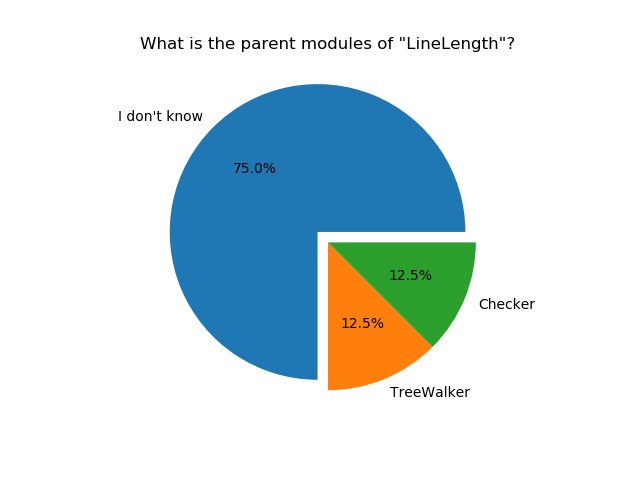 What is the parent modules of "LineLength"?
I don't know
75.0%
12.5%
Checker
12.5%
TreeWalker